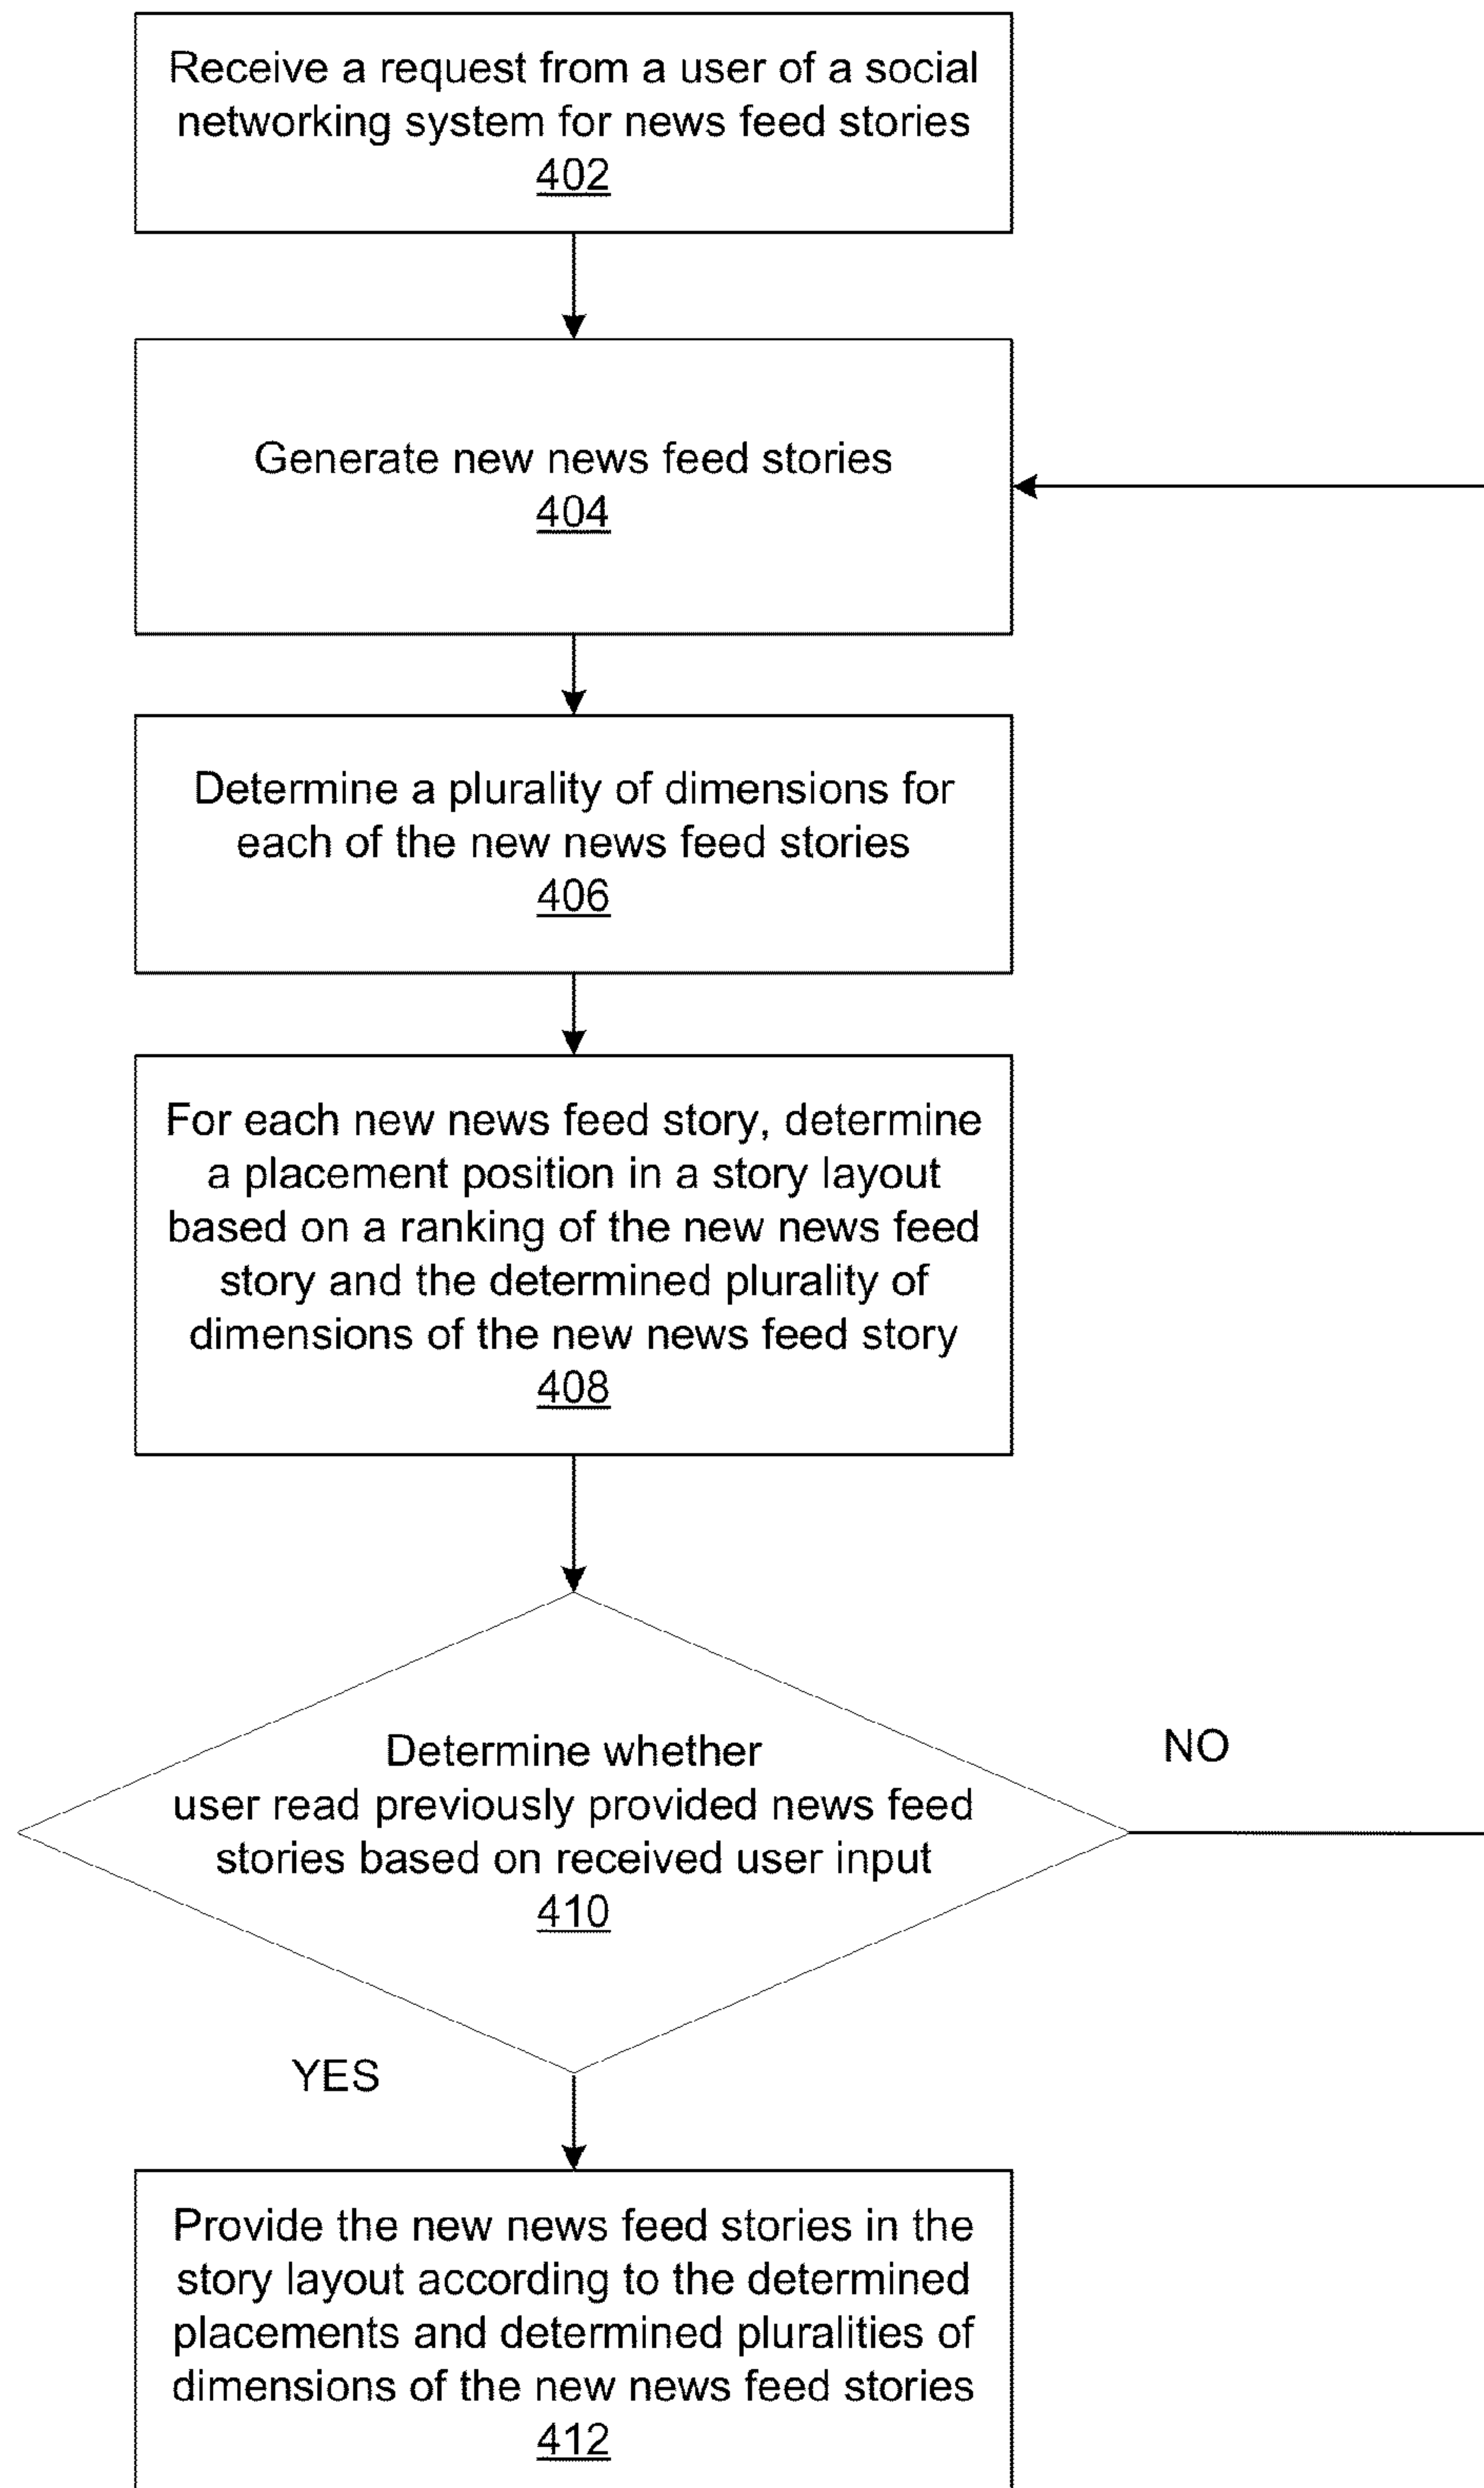 Receive a request from a user of a social
networking system for news feed stories
402
Generate new news feed stories
404
Determine a plurality of dimensions for
each of the new news feed stories
406
For each new news feed story, determine
a placement position in a story layout
based on a ranking of the new news feed
story and the determined plurality of
dimensions of the new news feed story
408
Determine whether
user read previously provided news feed
stories based on received user input
410
NO
YES
Provide the new news feed stories in the
story layout according to the determined
placements and determined pluralities of
dimensions of the new news feed stories
412